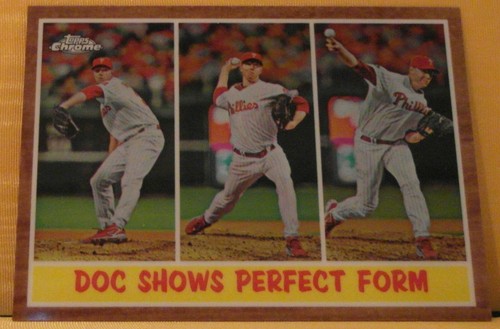 Topps
Chrome
Phillies
Phillies
DOC SHOWS PERFECT FORM